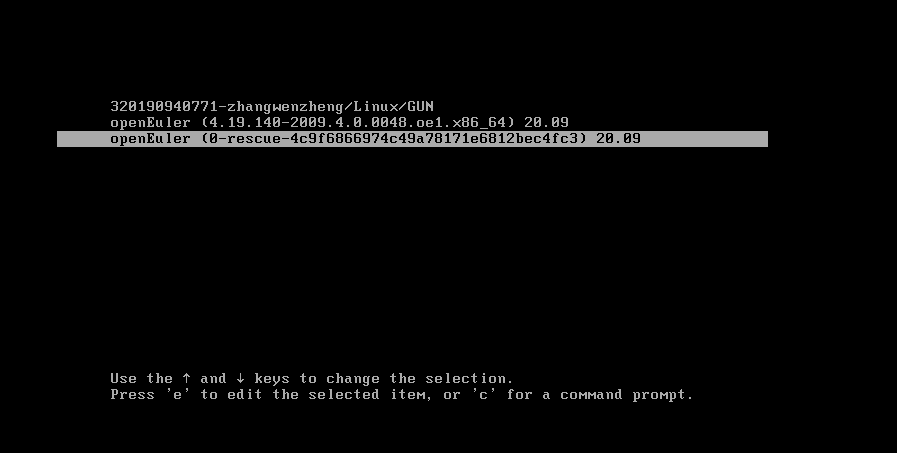 320190940771-zhangwenzheng/Linux/GUN
openEuler (4.19.140-2009.4.0.0048.oe1.x86_64) 20.09
openEuler (0-rescue-4c9f6866974c49a78171e6812bec4fc3) 20.09
Use the ↑ and ↓ keys to change the selection.
Press 'e' to edit the selected item, or 'c' for a command prompt.